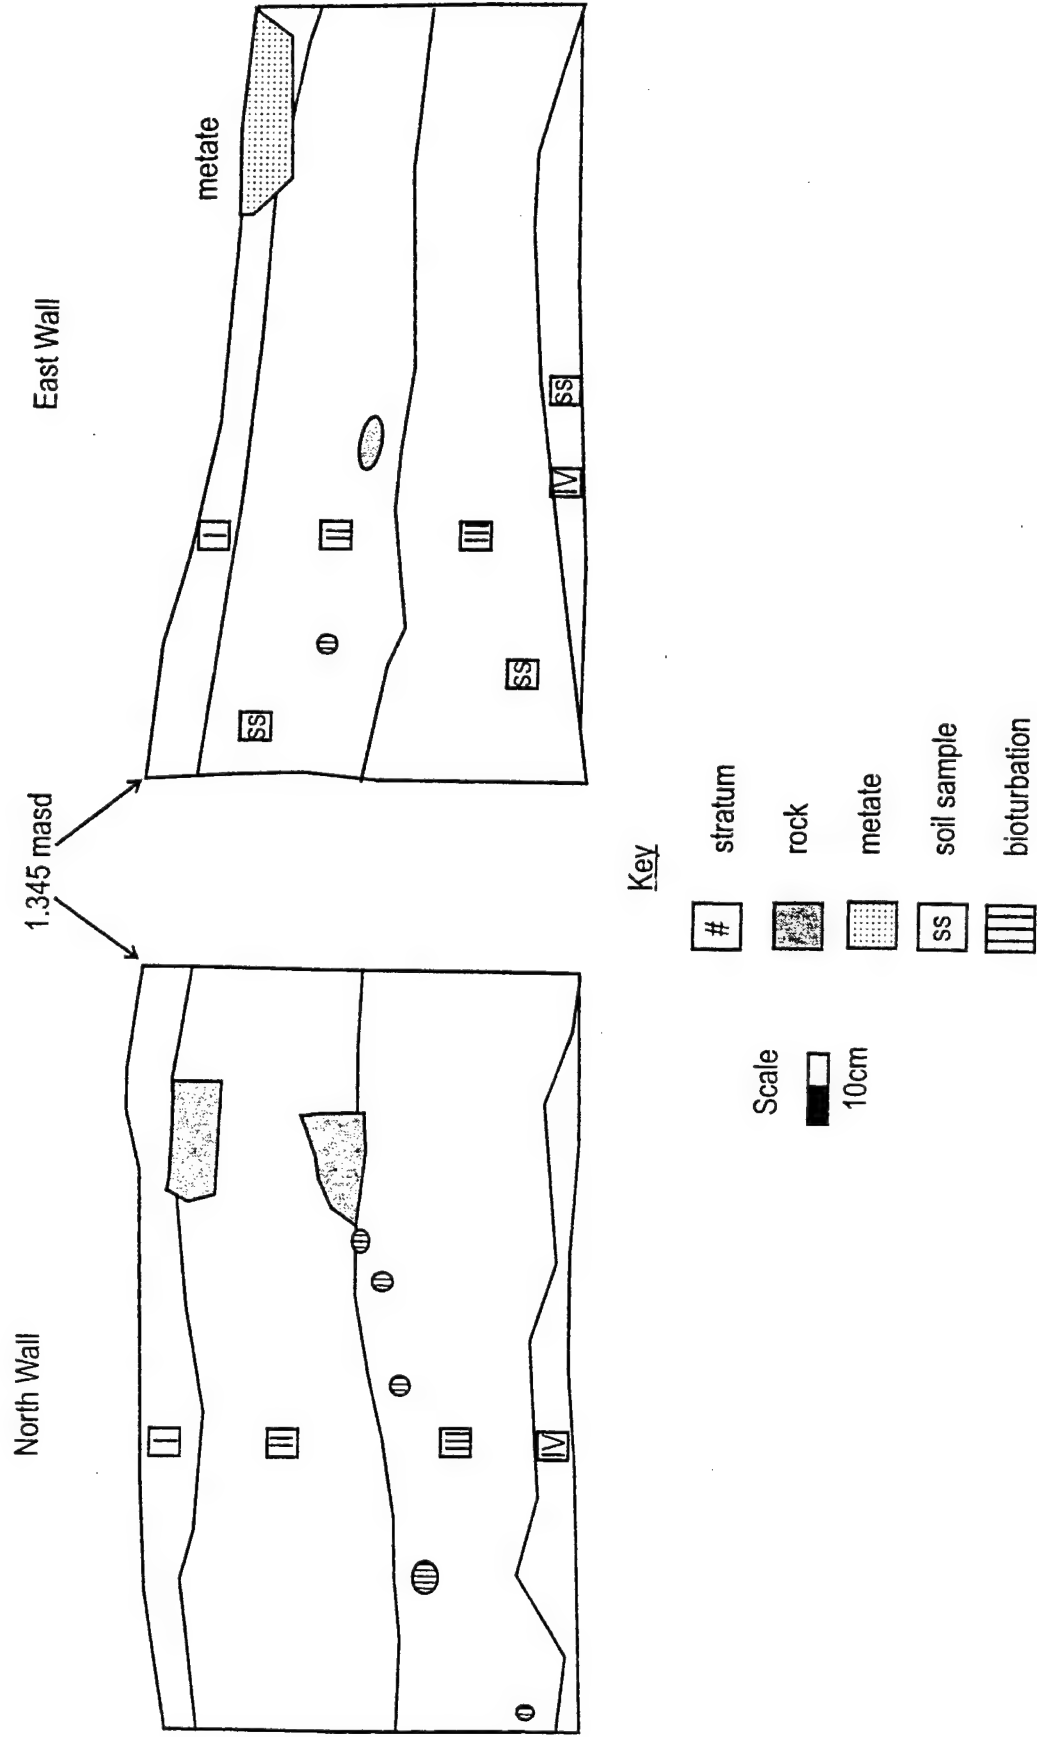 North Wall
1.345 masd
East Wall
metate
I
II
III
IV
I
II
III
IV
SS
SS
SS
Scale
10cm
Key
# stratum
rock
metate
SS soil sample
bioturbation